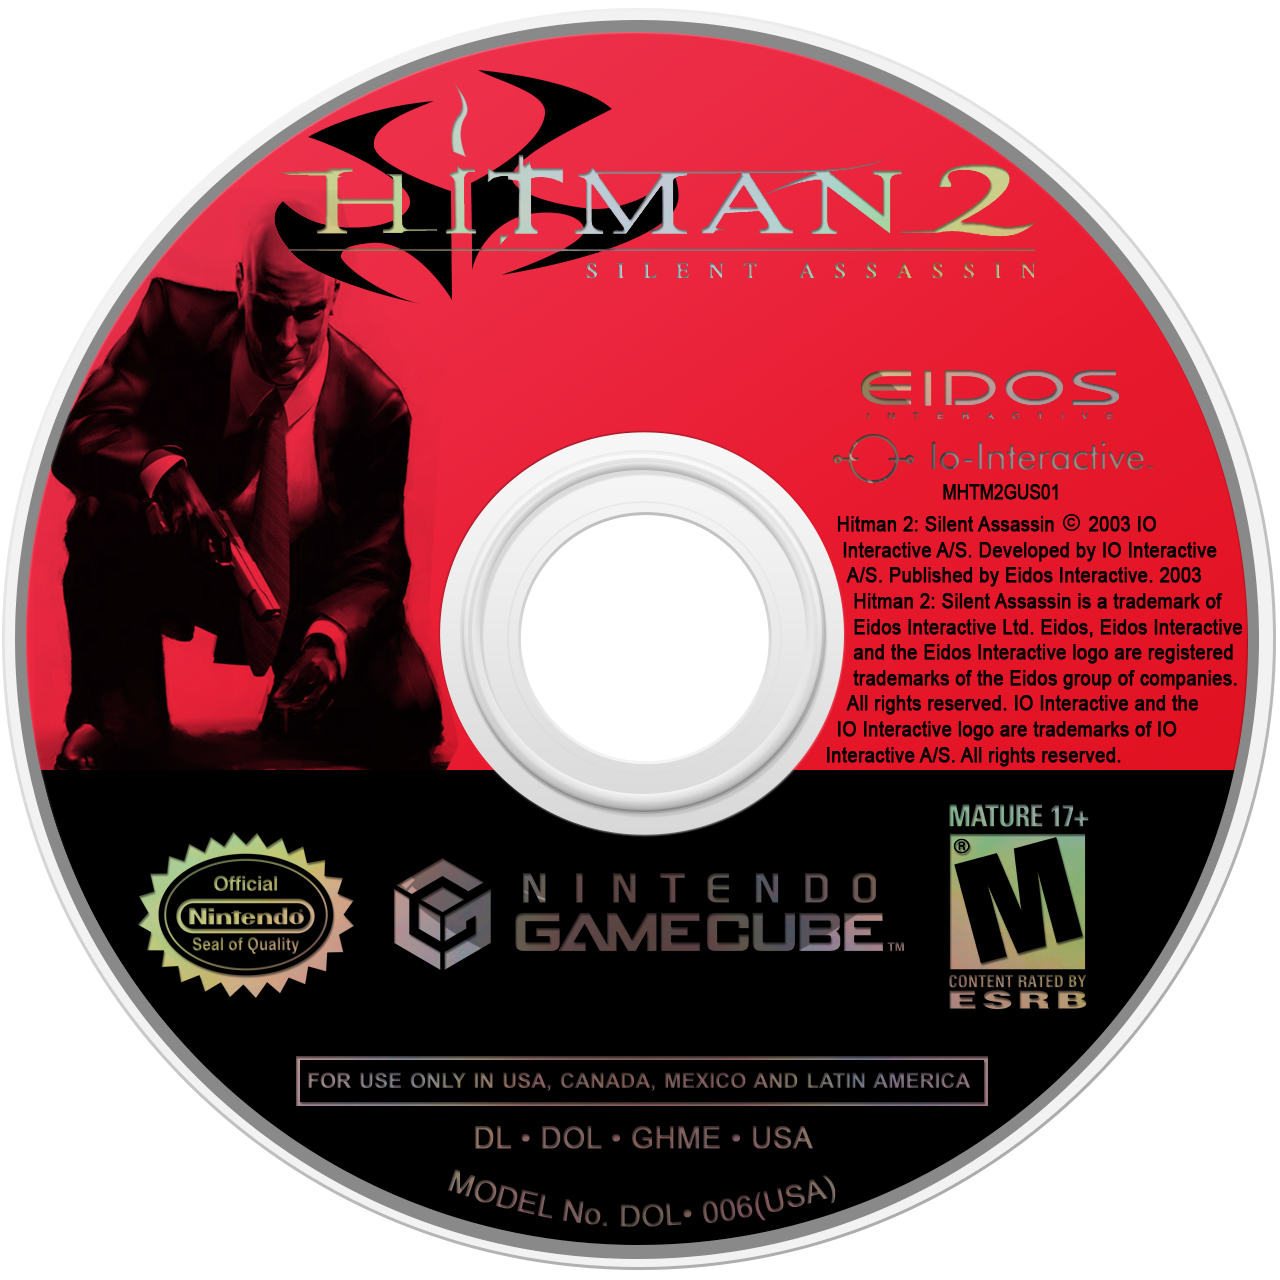 HITMAN 2
SILENT ASSASSIN
EIDOS
INTERACTIVE
Io-Interactive™
MHTM2GUS01
Hitman 2: Silent Assassin © 2003 IO
Interactive A/S. Developed by IO Interactive
A/S. Published by Eidos Interactive. 2003
Hitman 2: Silent Assassin is a trademark of
Eidos Interactive Ltd. Eidos, Eidos Interactive
and the Eidos Interactive logo are registered
trademarks of the Eidos group of companies.
All rights reserved. IO Interactive and the
IO Interactive logo are trademarks of IO
Interactive A/S. All rights reserved.
Official
Nintendo®
Seal of Quality
NINTENDO
GAMECUBE™
MATURE 17+
®
M
CONTENT RATED BY
ESRB
FOR USE ONLY IN USA, CANADA, MEXICO AND LATIN AMERICA
DL • DOL • GHME • USA
MODEL No. DOL• 006(USA)